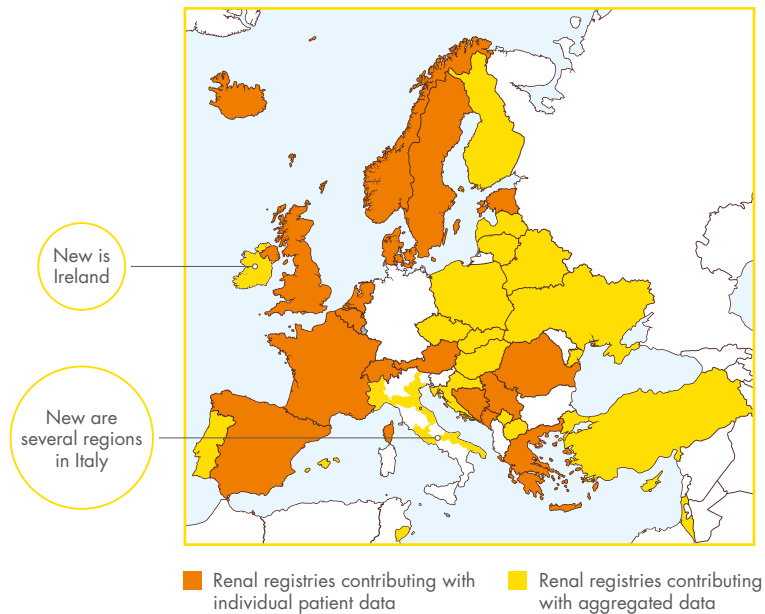 New is
Ireland
New are
several regions
in Italy
Renal registries contributing with
individual patient data
Renal registries contributing
with aggregated data